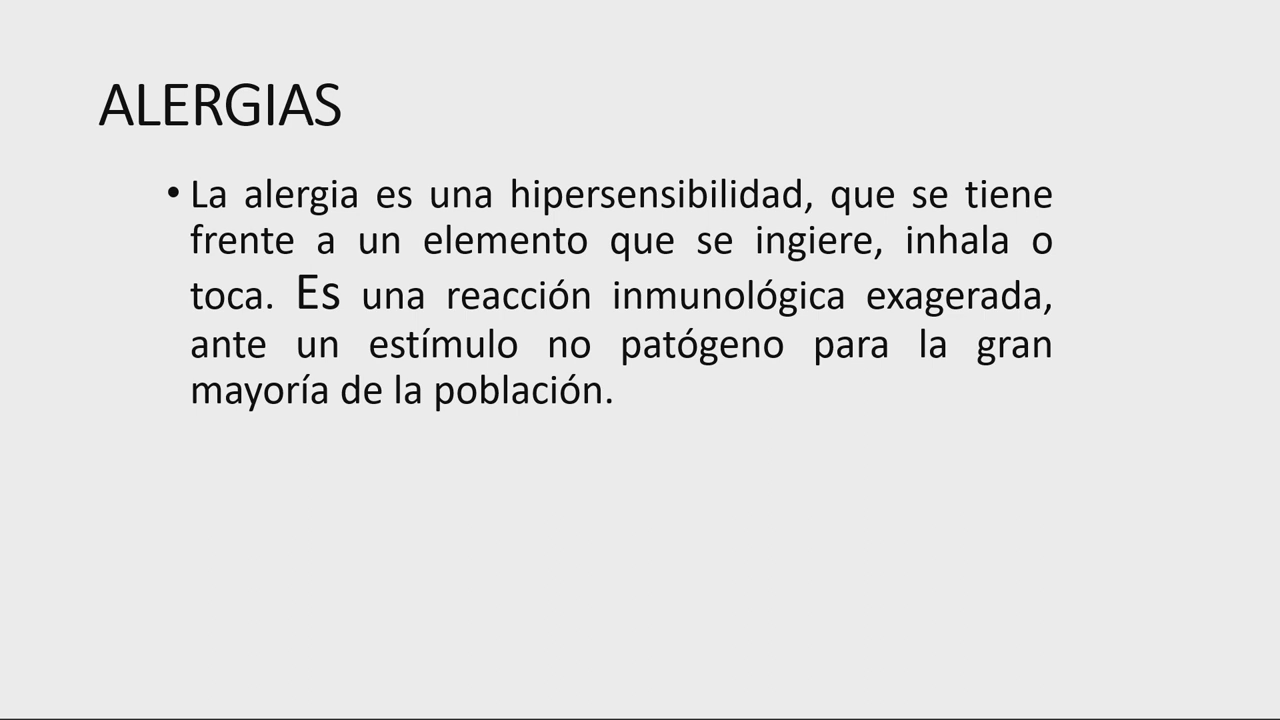 ALERGIAS
• La alergia es una hipersensibilidad, que se tiene
frente a un elemento que se ingiere, inhala o
toca. Es una reacción inmunológica exagerada,
ante un estímulo no patógeno para la gran
mayoría de la población.